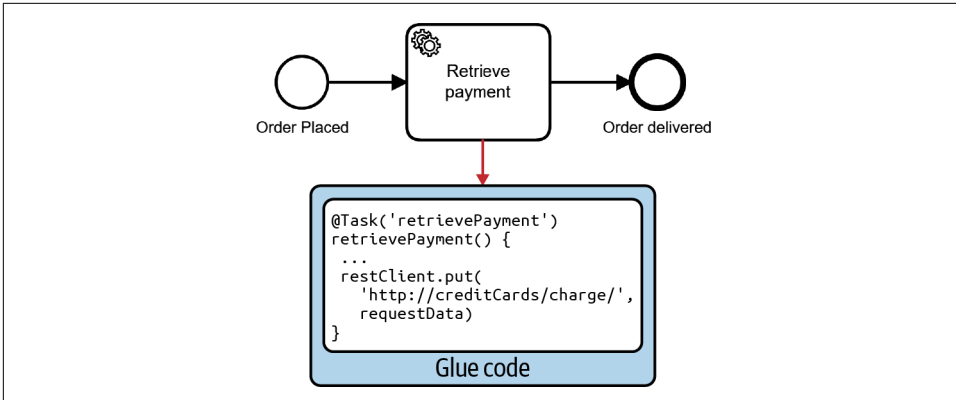 Retrieve
payment
Order Placed
Order delivered
@Task('retrievePayment')
retrievePayment() {
...
restClient.put(
'http://creditCards/charge/',
requestData)
}
Glue code